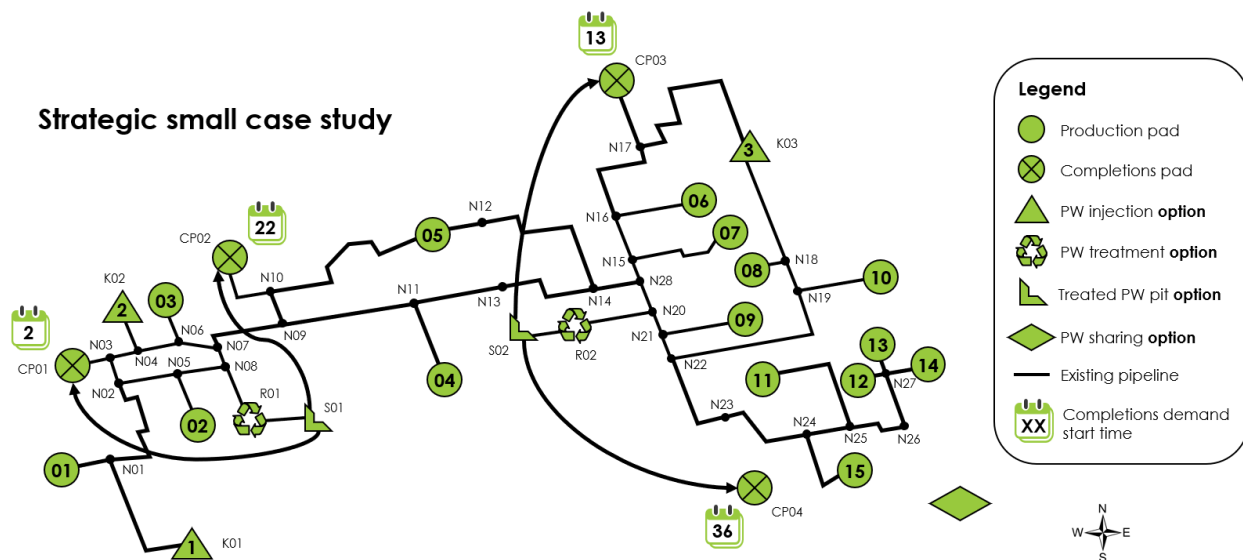 Strategic small case study
13
CP03
N17
3
K03
22
CP02
N12
05
N10
N16
06
07
N15
08
N18
10
N19
N28
N14
N13
N11
N20
09
N21
N22
K02
2
03
2
N03
CP01
N04
N06
N05
N07
N08
N09
N02
R01
S01
02
04
S02
R02
01
N01
1
K01
11
13
12
14
N27
N23
N24
N25
N26
15
CP04
36
Legend
Production pad
Completions pad
PW injection option
PW treatment option
Treated PW pit option
PW sharing option
Existing pipeline
XX
Completions demand
start time
N
W
E
S